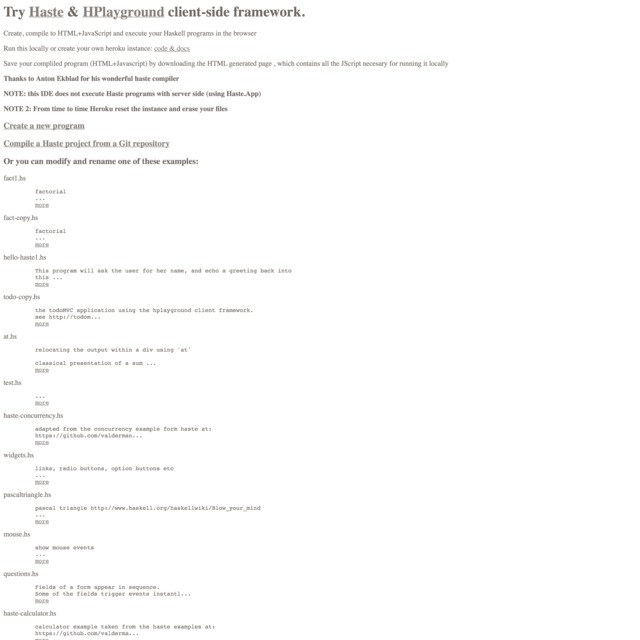 Try Haste & HPlayground client-side framework.
Create, compile to HTML+JavaScript and execute your Haskell programs in the browser
Run this locally or create your own heroku instance: code & docs
Save your compliled program (HTML+Javascript) by downloading the HTML generated page , which contains all the JScript necesary for running it locally
Thanks to Anton Ekblad for his wonderful haste compiler
NOTE: this IDE does not execute Haste programs with server side (using Haste.App)
NOTE 2: From time to time Heroku reset the instance and erase your files
Create a new program
Compile a Haste project from a Git repository
Or you can modify and rename one of these examples:
fact1.hs
factorial
...
more
fact-copy.hs
factorial
...
more
hello-haste1.hs
This program will ask the user for her name, and echo a greeting back into
this ...
more
todo-copy.hs
the todoMVC application using the hplayground client framework.
see http://todom...
more
at.hs
relocating the output within a div using 'at'
classical presentation of a sum ...
more
test.hs
...
more
haste-concurrency.hs
adapted from the concurrency example form haste at:
https://github.com/valderman...
more
widgets.hs
links, radio buttons, option buttons etc
...
more
pascaltriangle.hs
pascal triangle http://www.haskell.org/haskellwiki/Blow_your_mind
...
more
mouse.hs
show mouse events
...
more
questions.hs
Fields of a form appear in sequence.
Some of the fields trigger events instantl...
more
haste-calculator.hs
calculator example taken from the haste examples at:
https://github.com/valderma...
more